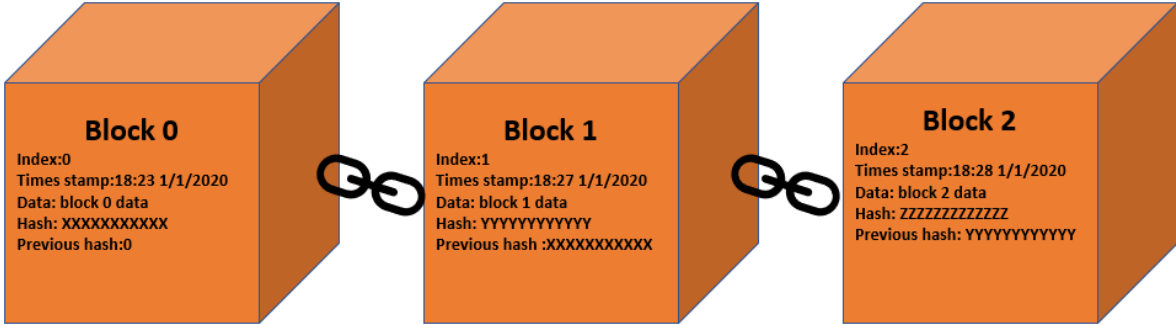 Block 0
Index:0
Times stamp:18:23 1/1/2020
Data: block 0 data
Hash: XXXXXXXXXXX
Previous hash:0
Block 1
Index:1
Times stamp:18:27 1/1/2020
Data: block 1 data
Hash: YYYYYYYYYYYY
Previous hash :XXXXXXXXXXX
Block 2
Index:2
Times stamp:18:28 1/1/2020
Data: block 2 data
Hash: ZZZZZZZZZZZZZ
Previous hash: YYYYYYYYYYYY